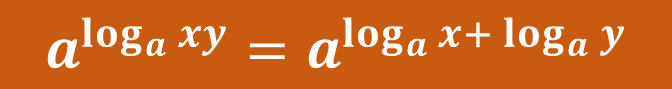 a^{log_a xy} = a^{log_a x + log_a y}